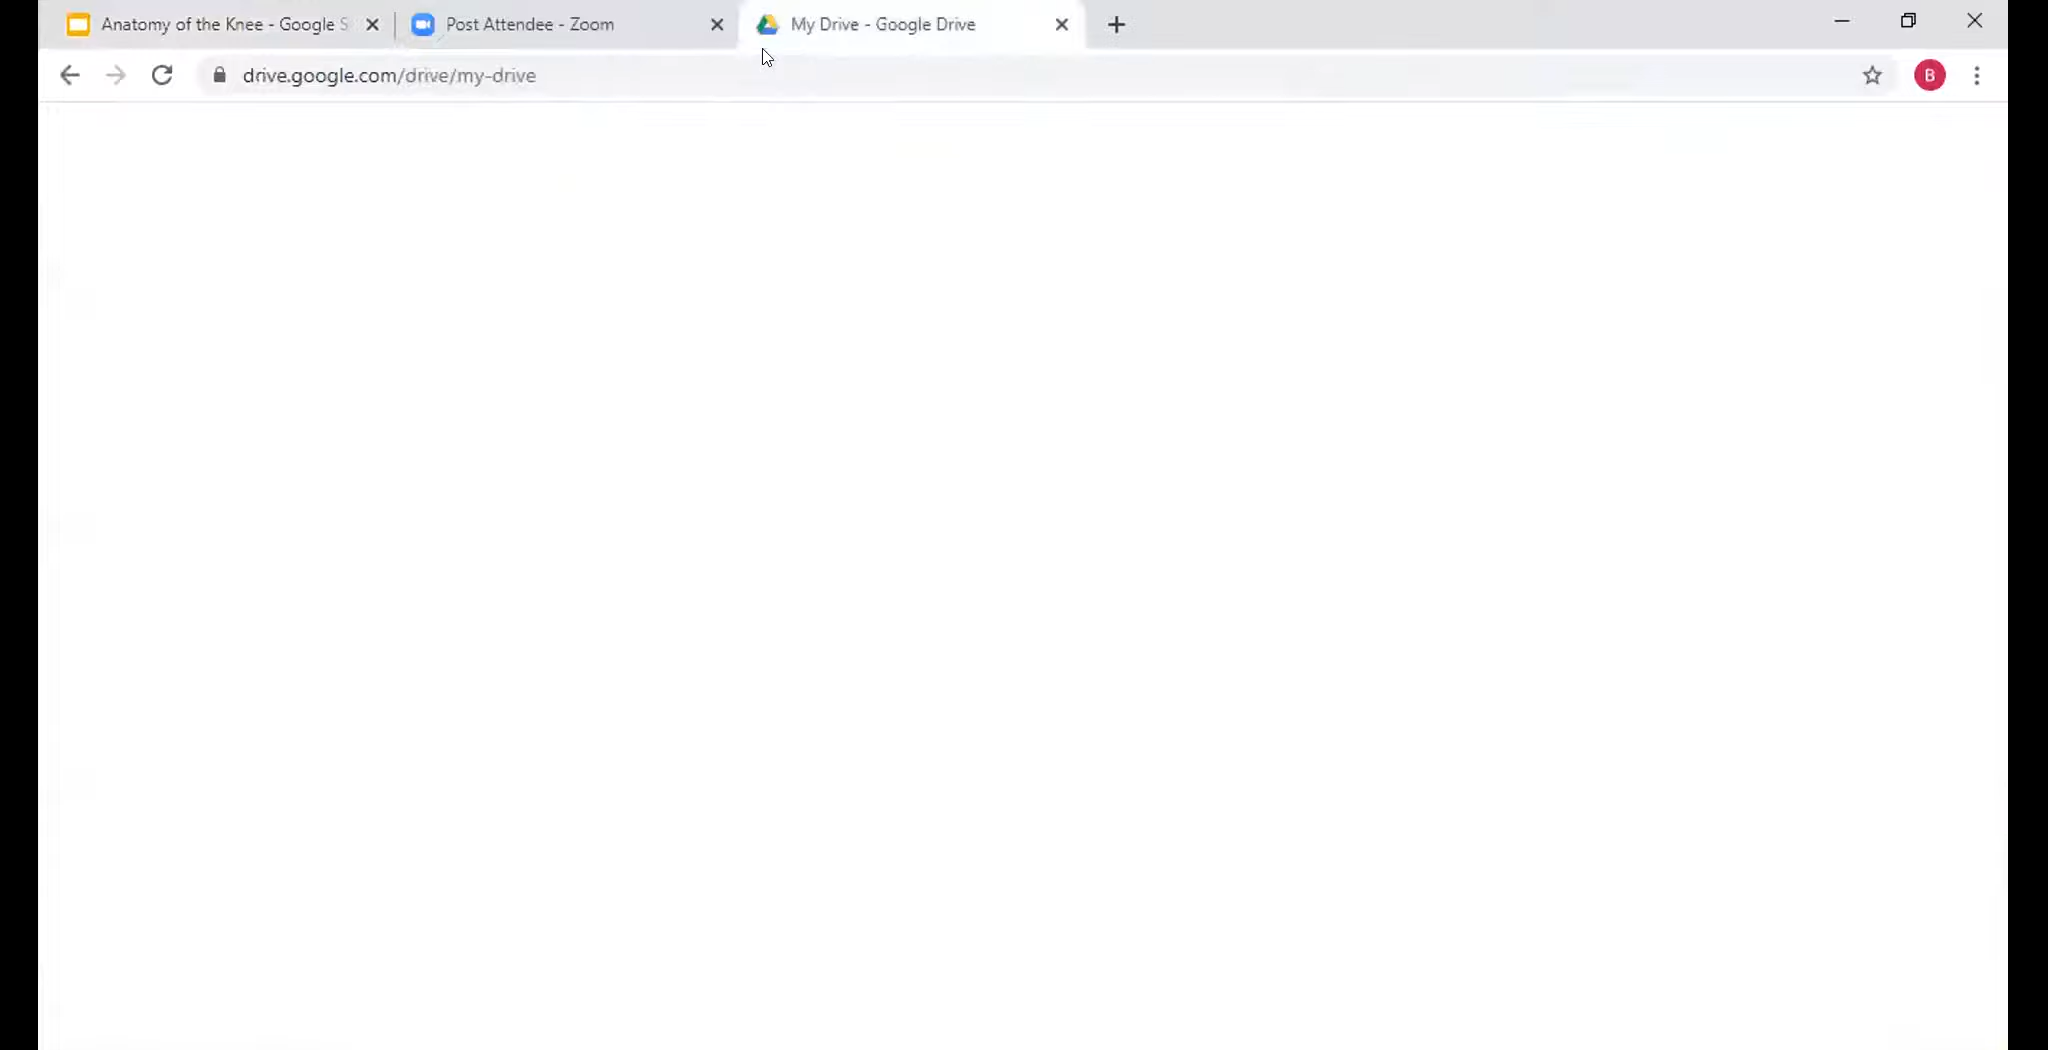 Anatomy of the Knee - Google S
Post Attendee - Zoom
My Drive - Google Drive
drive.google.com/drive/my-drive
B